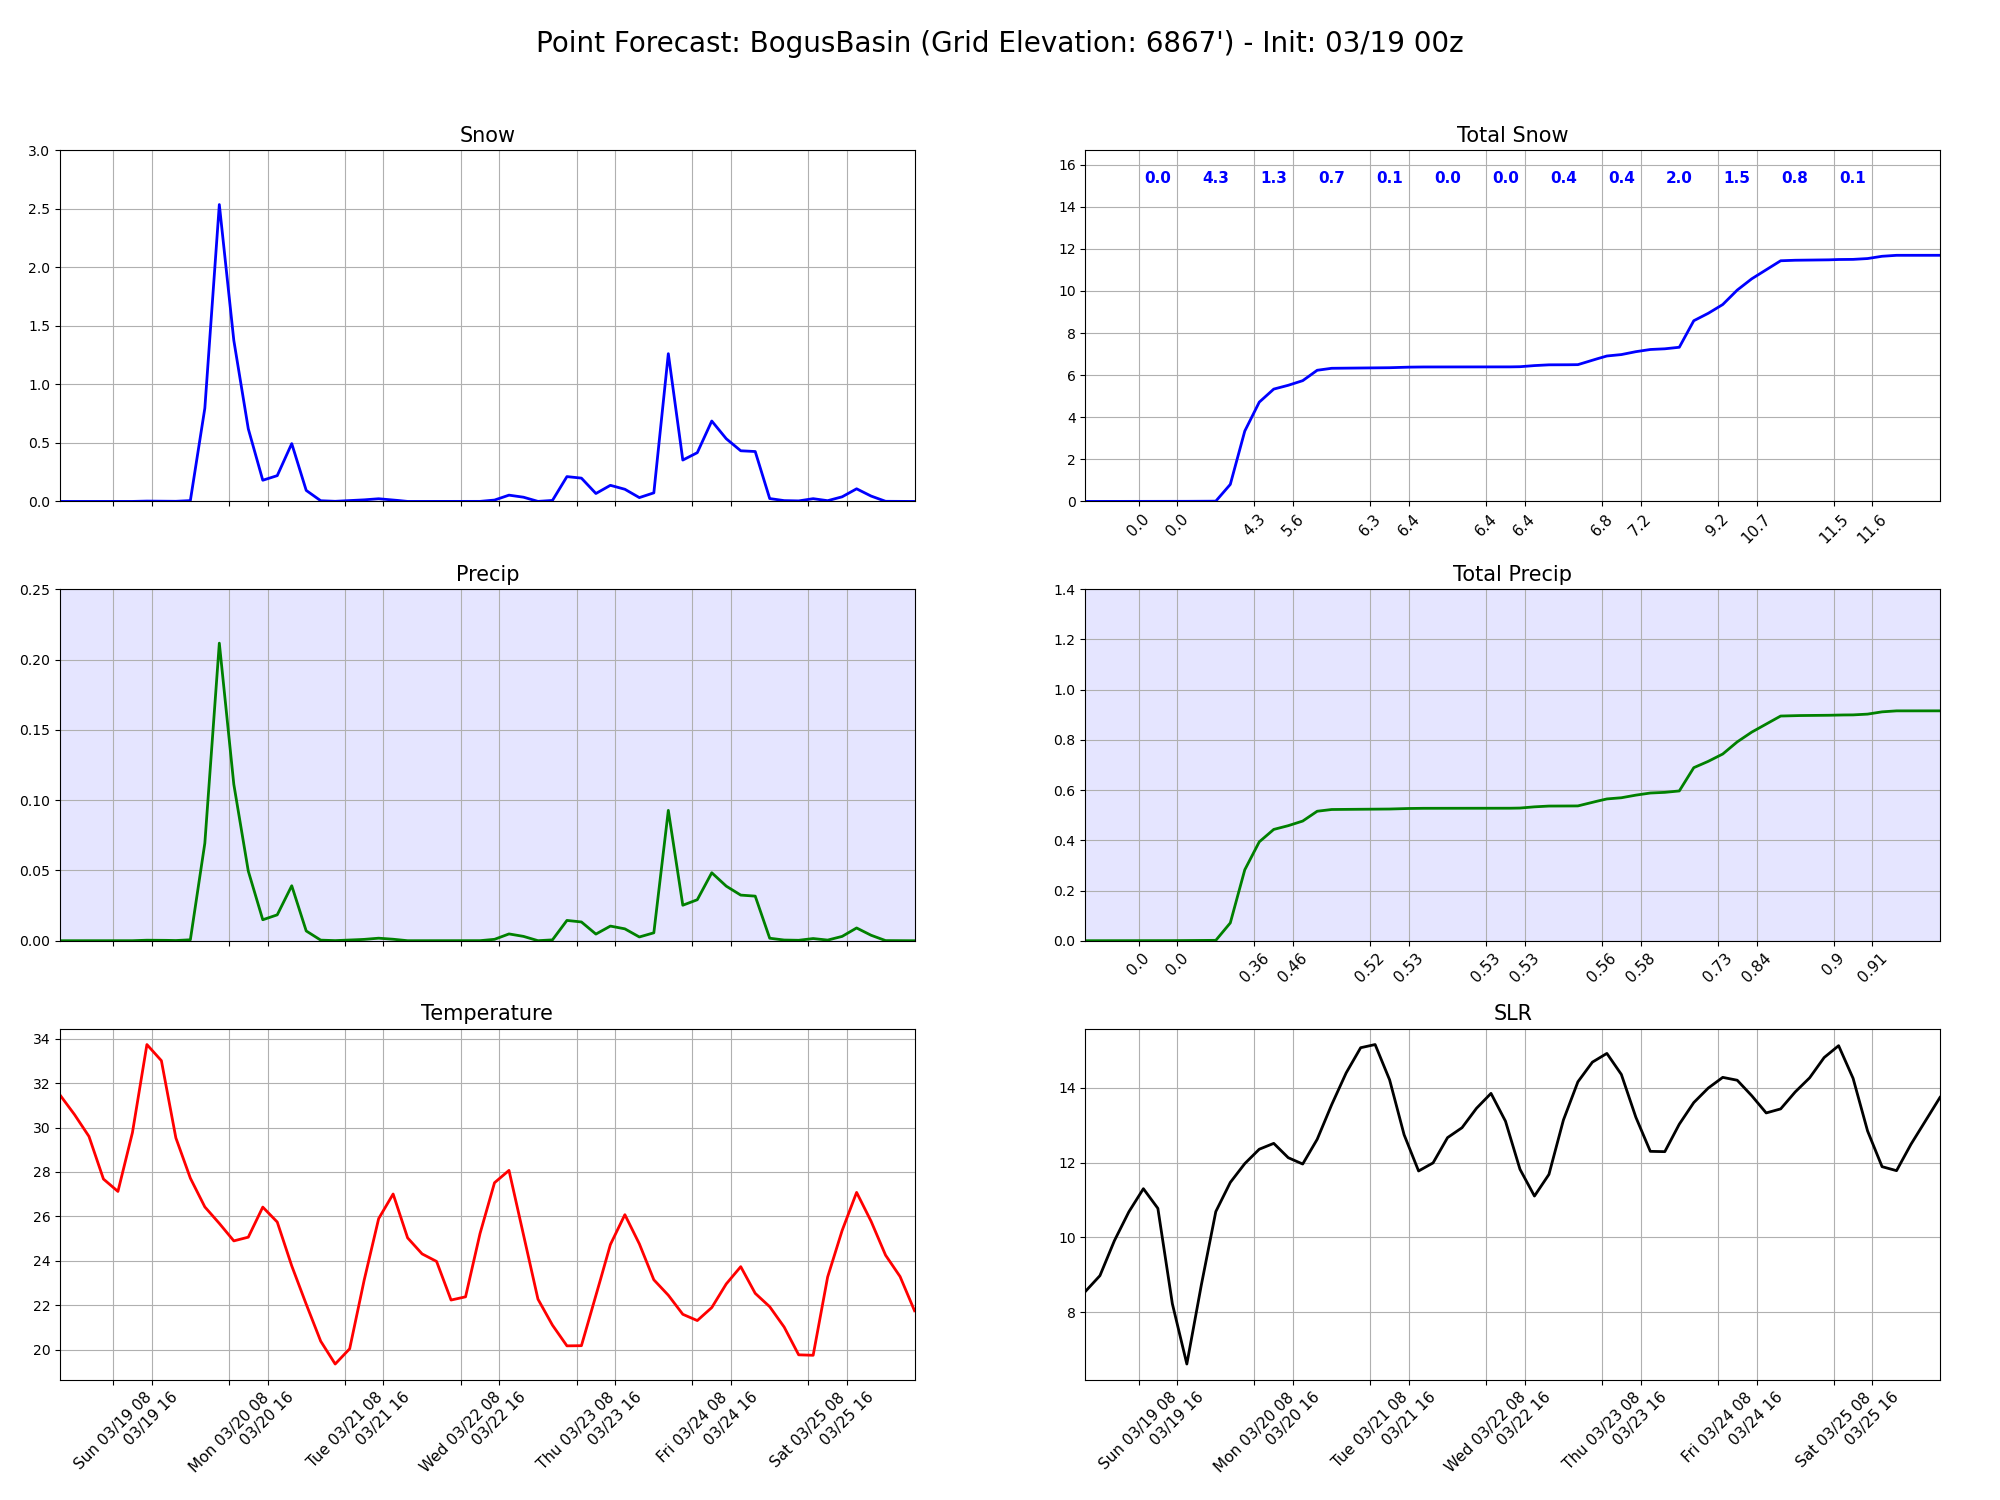 Point Forecast: BogusBasin (Grid Elevation: 6867') - Init: 03/19 00z
Snow
3.0
2.5
2.0
1.5
1.0
0.5
0.0
Total Snow
16
14
12
10
8
6
4
2
0
0.0 4.3 1.3 0.7 0.1 0.0 0.0 0.4 0.4 2.0 1.5 0.8 0.1
0.0 0.0 4.3 5.6 6.3 6.4 6.4 6.4 6.8 7.2 9.2 10.7 11.5 11.6
Precip
0.25
0.20
0.15
0.10
0.05
0.00
Total Precip
1.4
1.2
1.0
0.8
0.6
0.4
0.2
0.0
0.0 0.0 0.36 0.46 0.52 0.53 0.53 0.53 0.56 0.58 0.73 0.84 0.9 0.91
Temperature
34
32
30
28
26
24
22
20
Sun 03/19 08
03/19 16
Mon 03/20 08
03/20 16
Tue 03/21 08
03/21 16
Wed 03/22 08
03/22 16
Thu 03/23 08
03/23 16
Fri 03/24 08
03/24 16
Sat 03/25 08
03/25 16
SLR
14
12
10
8
Sun 03/19 08
03/19 16
Mon 03/20 08
03/20 16
Tue 03/21 08
03/21 16
Wed 03/22 08
03/22 16
Thu 03/23 08
03/23 16
Fri 03/24 08
03/24 16
Sat 03/25 08
03/25 16